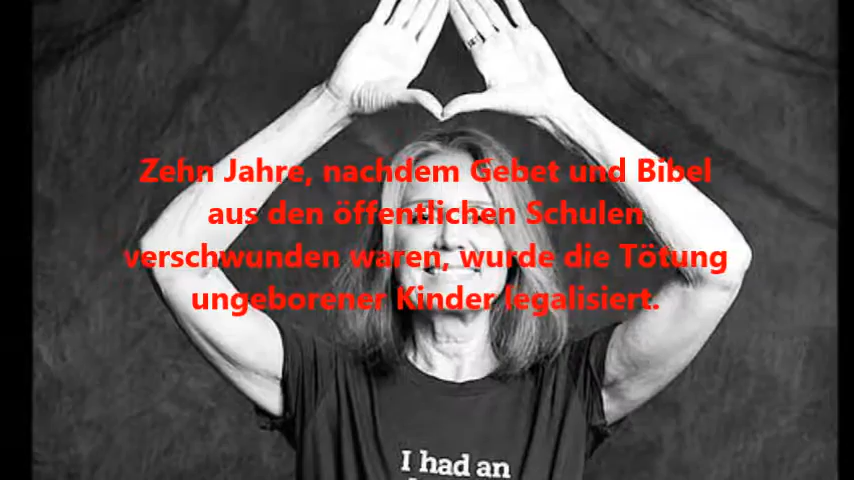 Zehn Jahre, nachdem Gebet und Bibel
aus den öffentlichen Schulen
verschwunden waren, wurde die Tötung
ungeborener Kinder legalisiert.
I had an